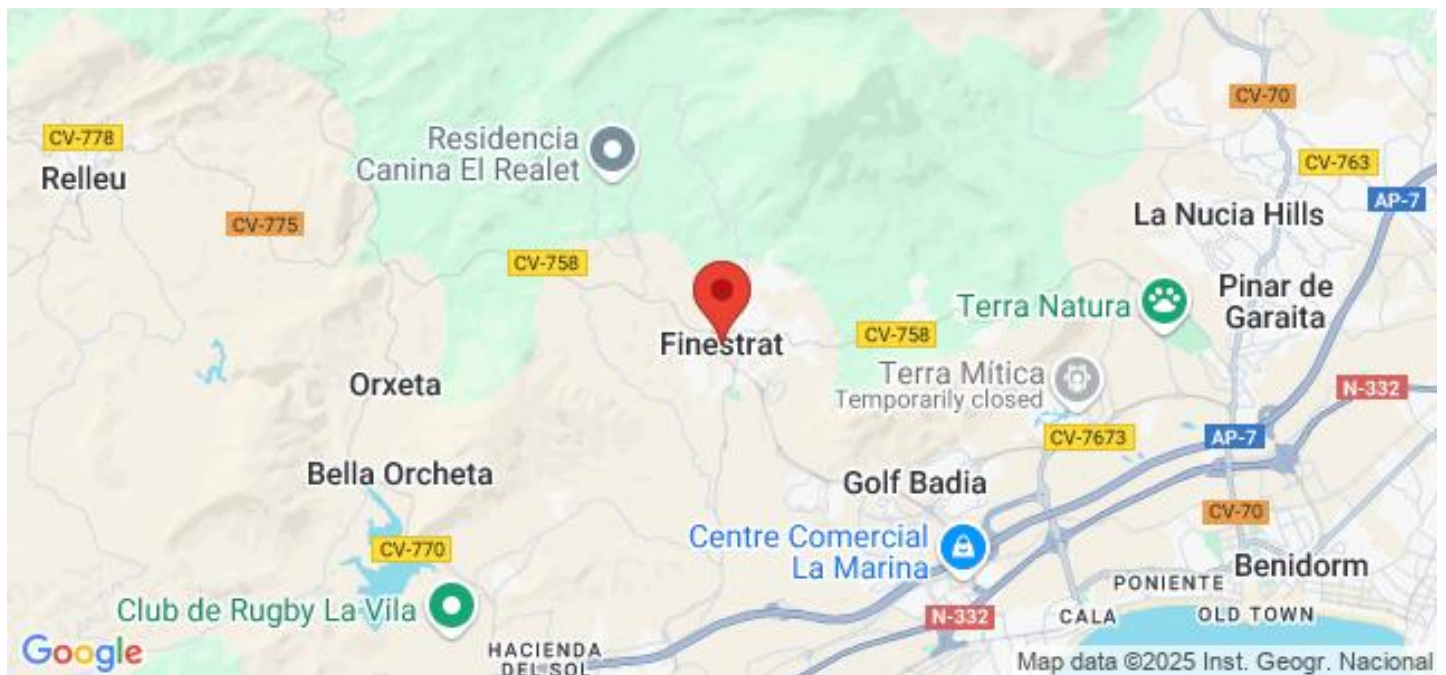 CV-70
CV-778
Residencia
Canina El Realet
CV-763
Relleu
AP-7
La Nucia Hills
CV-775
CV-758
Pinar de
Garaita
Terra Natura
Finestrat
CV-758
Terra Mítica
Temporarily closed
Orxeta
N-332
CV-7673
AP-7
Bella Orcheta
Golf Badia
CV-70
Centre Comercial
La Marina
CV-770
Benidorm
PONIENTE
Club de Rugby La Vila
N-332
CALA
OLD TOWN
HACIENDA
DEL SOL
Google
Map data ©2025 Inst. Geogr. Nacional